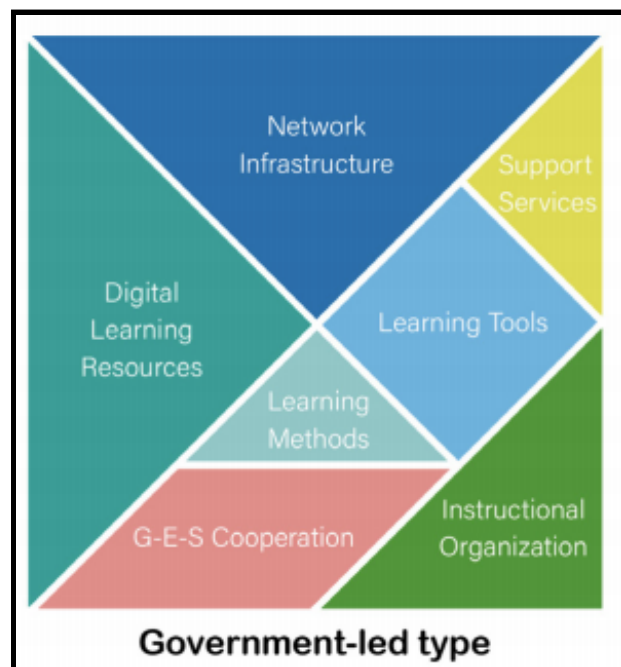 Network
Infrastructure
Support
Services
Digital
Learning
Resources
Learning Tools
Learning
Methods
G-E-S Cooperation
Instructional
Organization
Government-led type